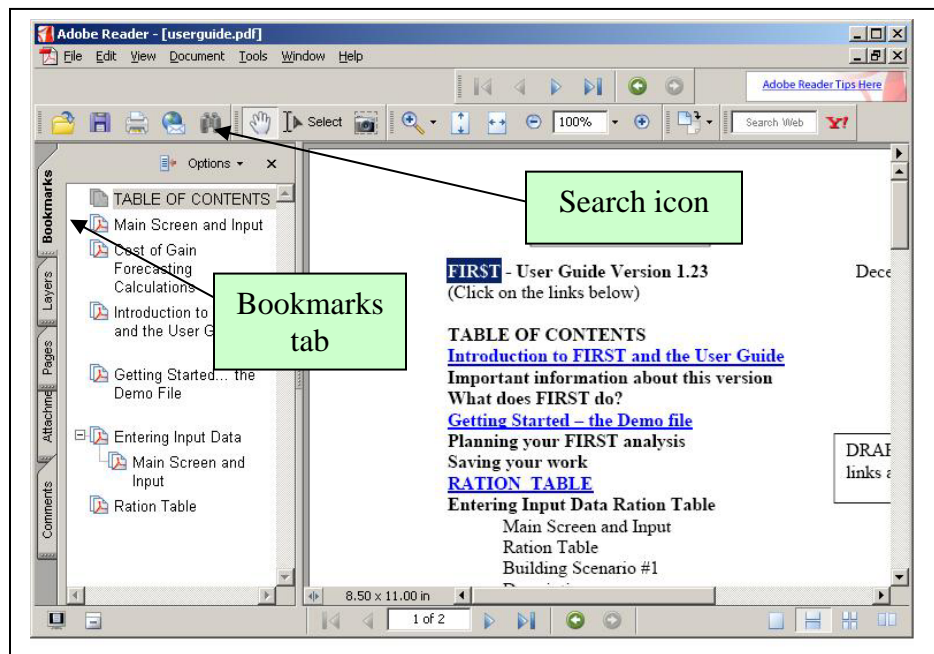 Adobe Reader - [userguide.pdf]
File Edit View Document Tools Window Help
Adobe Reader Tips Here
Select 100% Search Web Y!
Options x
Bookmarks
Layers
Pages
Attachme
Comments
TABLE OF CONTENTS
Main Screen and Input
Cost of Gain
Forecasting
Calculations
Introduction to
and the User G
Getting Started... the
Demo File
Entering Input Data
Main Screen and
Input
Ration Table
Search icon
Bookmarks
tab
FIRST - User Guide Version 1.23 Dece
(Click on the links below)
TABLE OF CONTENTS
Introduction to FIRST and the User Guide
Important information about this version
What does FIRST do?
Getting Started – the Demo file
Planning your FIRST analysis
Saving your work
RATION TABLE
Entering Input Data Ration Table
Main Screen and Input
Ration Table
Building Scenario #1
DRAF
links a
8.50 x 11.00 in
1 of 2